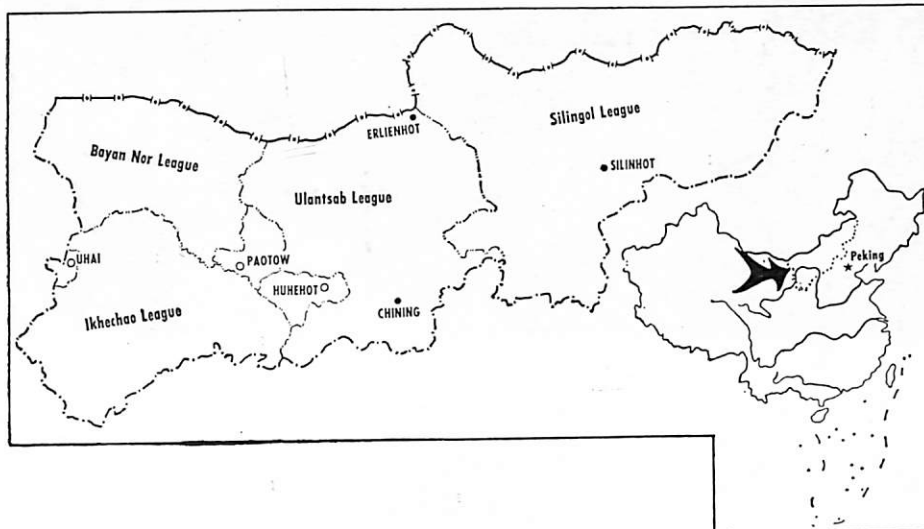 Silingol League
ERLIENHOT
Bayan Nor League
SILINHOT
Ulantsab League
UHAI
PAOTOW
Peking
HUHEHOT
CHINING
Ikhechao League